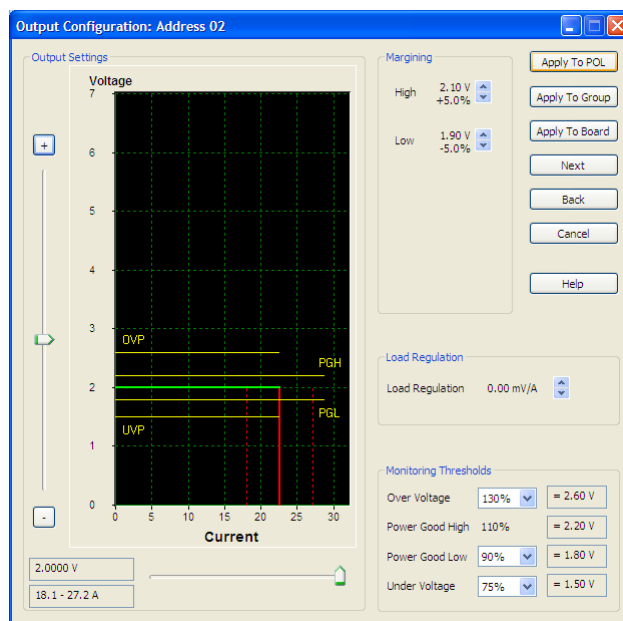 Output Configuration: Address 02
Output Settings
Voltage
7
6
5
4
3
2
1
0
+
-
OVP
PGH
PGL
UVP
0 5 10 15 20 25 30
Current
2.0000 V
18.1 - 27.2 A
Margining
High 2.10 V
+5.0%
Low 1.90 V
-5.0%
Apply To POL
Apply To Group
Apply To Board
Next
Back
Cancel
Help
Load Regulation
Load Regulation 0.00 mV/A
Monitoring Thresholds
Over Voltage 130% = 2.60 V
Power Good High 110% = 2.20 V
Power Good Low 90% = 1.80 V
Under Voltage 75% = 1.50 V